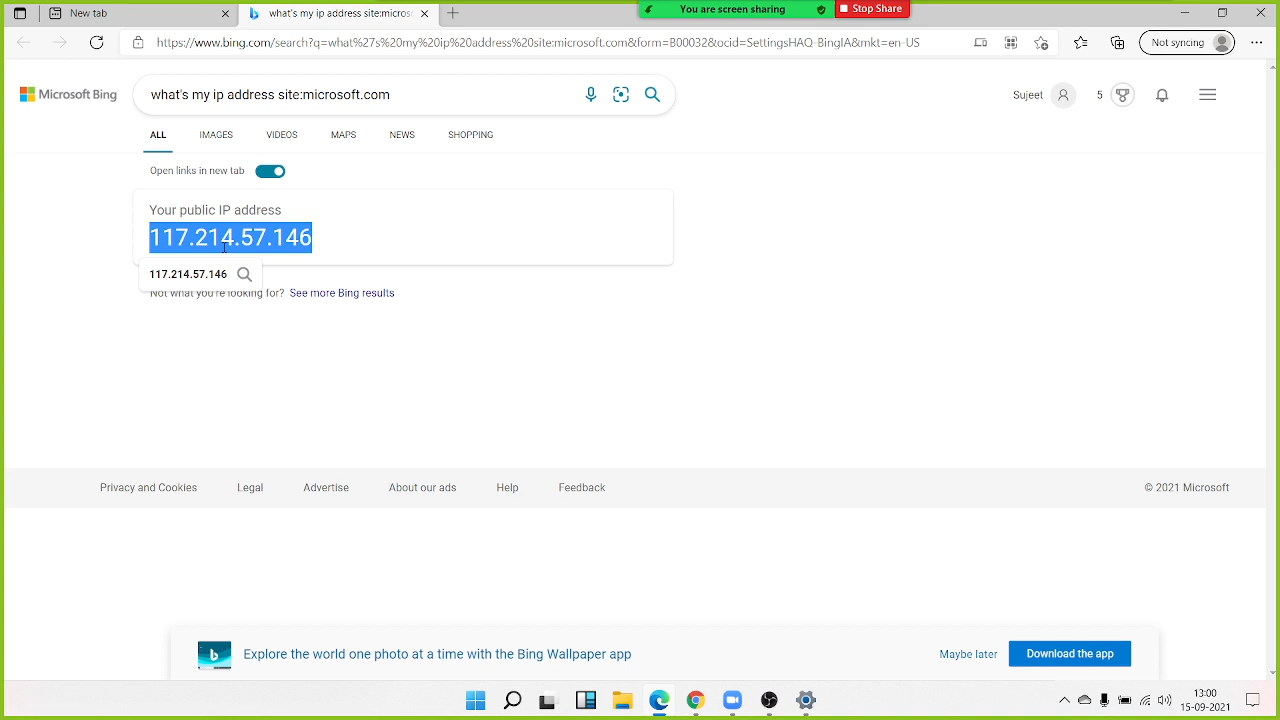 New tab
what's my ip address site:micros
You are screen sharing
Stop Share
https://www.bing.com/search?q=what%27s%20my%20ip%20address%20site:microsoft.com&form=B00032&ocid=SettingsHAQ-BingIA&mkt=en-US
Not syncing
Microsoft Bing
what's my ip address site:microsoft.com
Sujeet
5
ALL
IMAGES
VIDEOS
MAPS
NEWS
SHOPPING
Open links in new tab
Your public IP address
117.214.57.146
117.214.57.146
Not what you're looking for? See more Bing results
Privacy and Cookies
Legal
Advertise
About our ads
Help
Feedback
© 2021 Microsoft
Explore the world one photo at a time with the Bing Wallpaper app
Maybe later
Download the app
13:00
15-09-2021